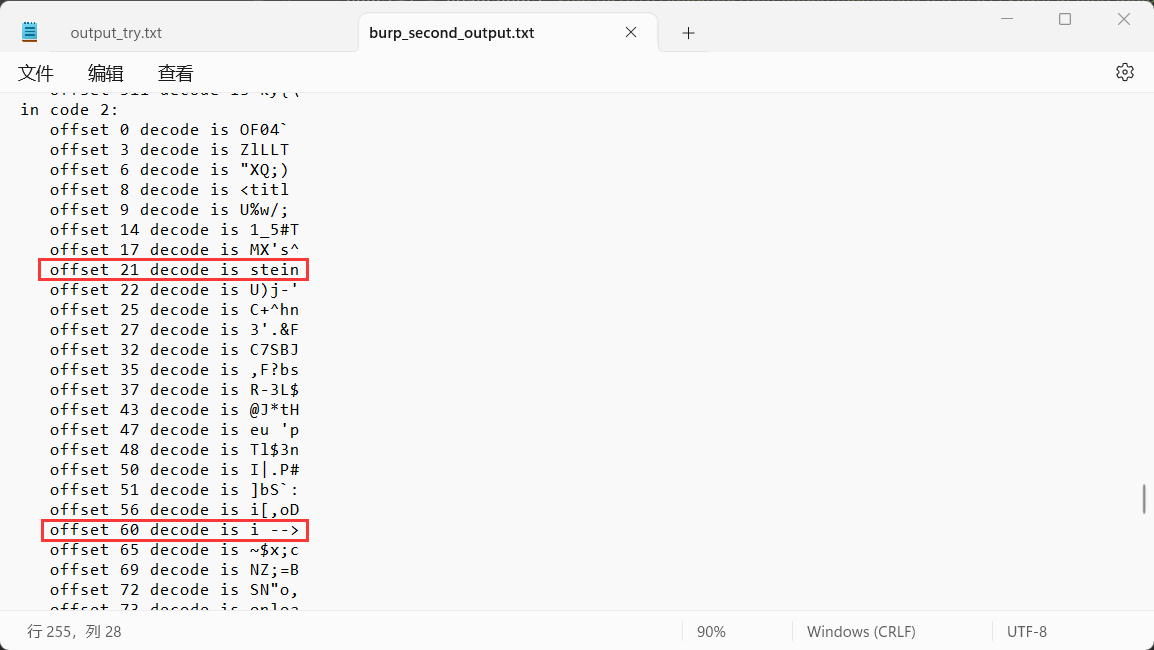 output_try.txt
burp_second_output.txt
文件 编辑 查看
in code 2:
offset 0 decode is OF04`
offset 3 decode is ZlLLT
offset 6 decode is "XQ;)
offset 8 decode is <titl
offset 9 decode is U%w/;
offset 14 decode is 1_5#T
offset 17 decode is MX's^
offset 21 decode is stein
offset 22 decode is U)j-'
offset 25 decode is C+^hn
offset 27 decode is 3'.&F
offset 32 decode is C7SBJ
offset 35 decode is ,F?bs
offset 37 decode is R-3L$
offset 43 decode is @J*tH
offset 47 decode is eu 'p
offset 48 decode is Tl$3n
offset 50 decode is I|.P#
offset 51 decode is ]bS`:
offset 56 decode is i[,oD
offset 60 decode is i -->
offset 65 decode is ~$x;c
offset 69 decode is NZ;=B
offset 72 decode is SN"o,
offset 73 decode is onloa
行 255，列 28
90%
Windows (CRLF)
UTF-8